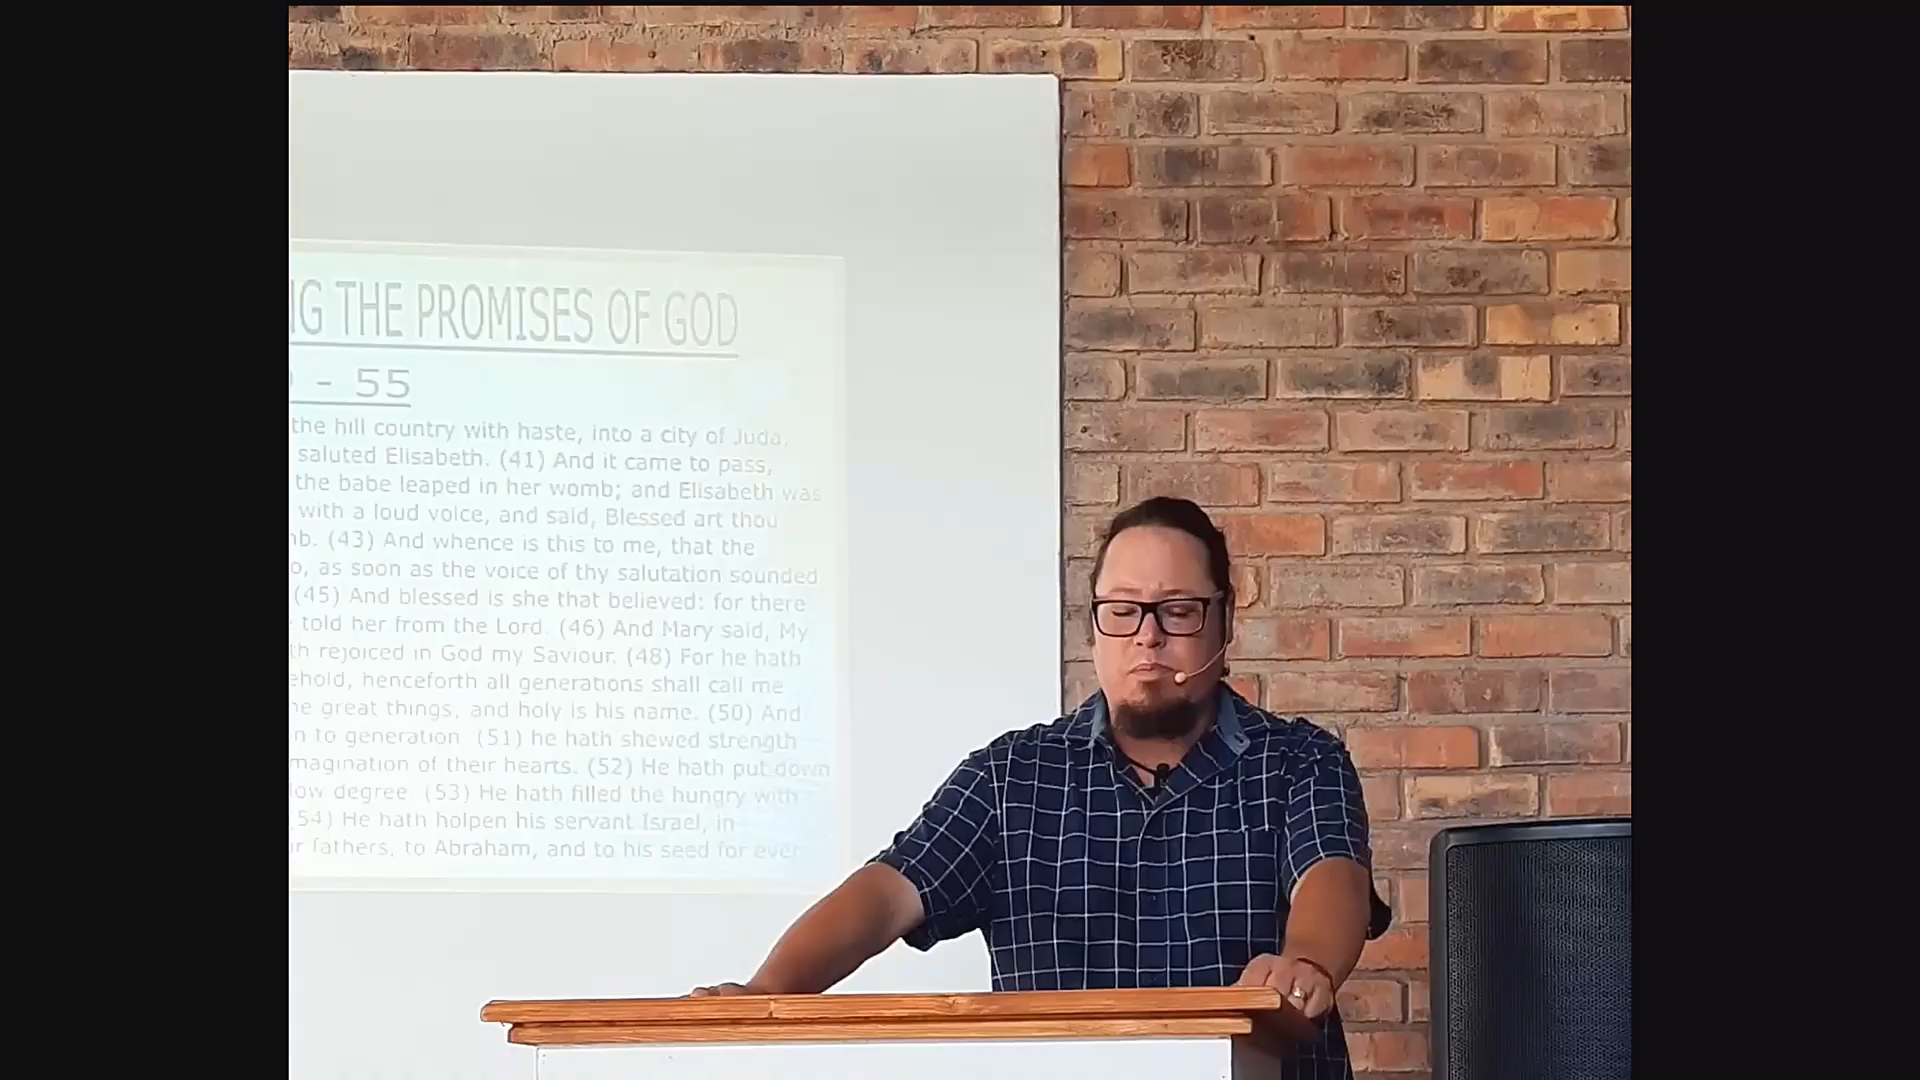 THE PROMISES OF GOD
- 55
the hill country with haste, into a city of Juda,
saluted Elisabeth. (41) And it came to pass,
the babe leaped in her womb; and Elisabeth was
with a loud voice, and said, Blessed art thou
(43) And whence is this to me, that the
as soon as the voice of thy salutation sounded
(45) And blessed is she that believed: for there
told her from the Lord. (46) And Mary said, My
rejoiced in God my Saviour. (48) For he hath
henceforth all generations shall call me
great things, and holy is his name. (50) And
to generation. (51) he hath shewed strength
of their hearts. (52) He hath put down
degree. (53) He hath filled the hungry with
54) He hath holpen his servant Israel, in
fathers, to Abraham, and to his seed for ever